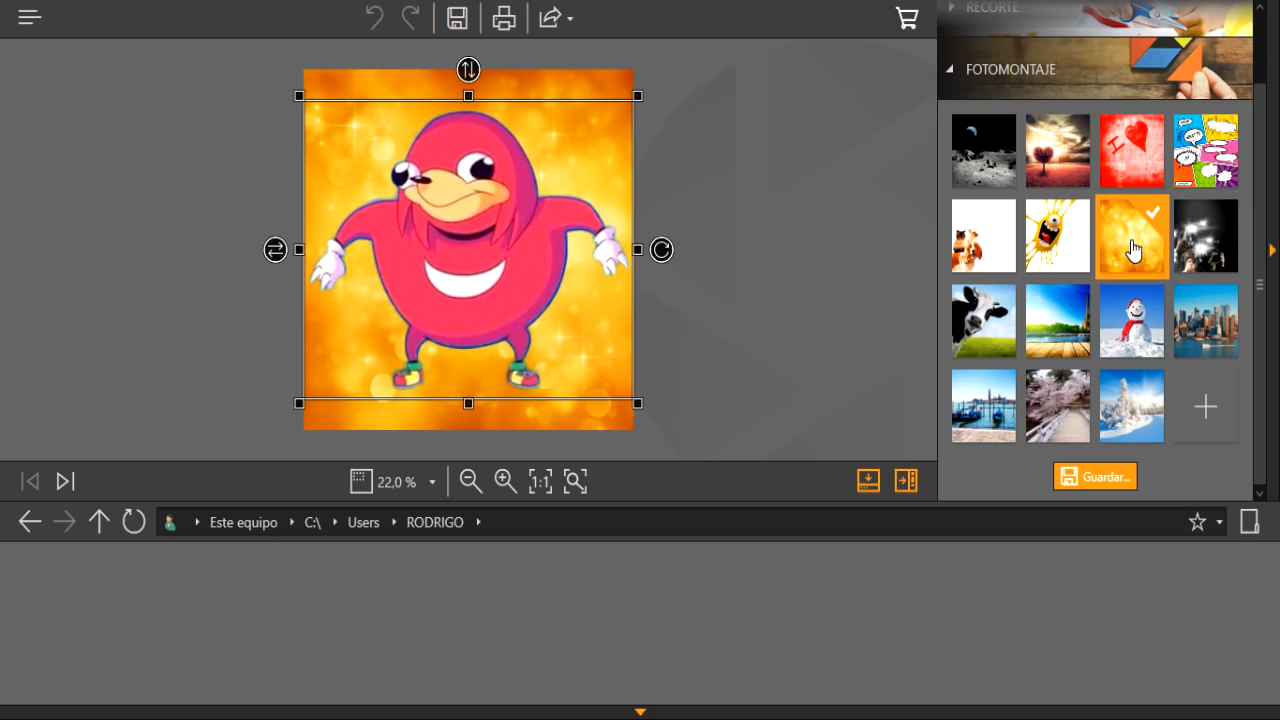 RECORTE
FOTOMONTAJE
I
22,0 %
1:1
Guardar...
Este equipo
C:\
Users
RODRIGO